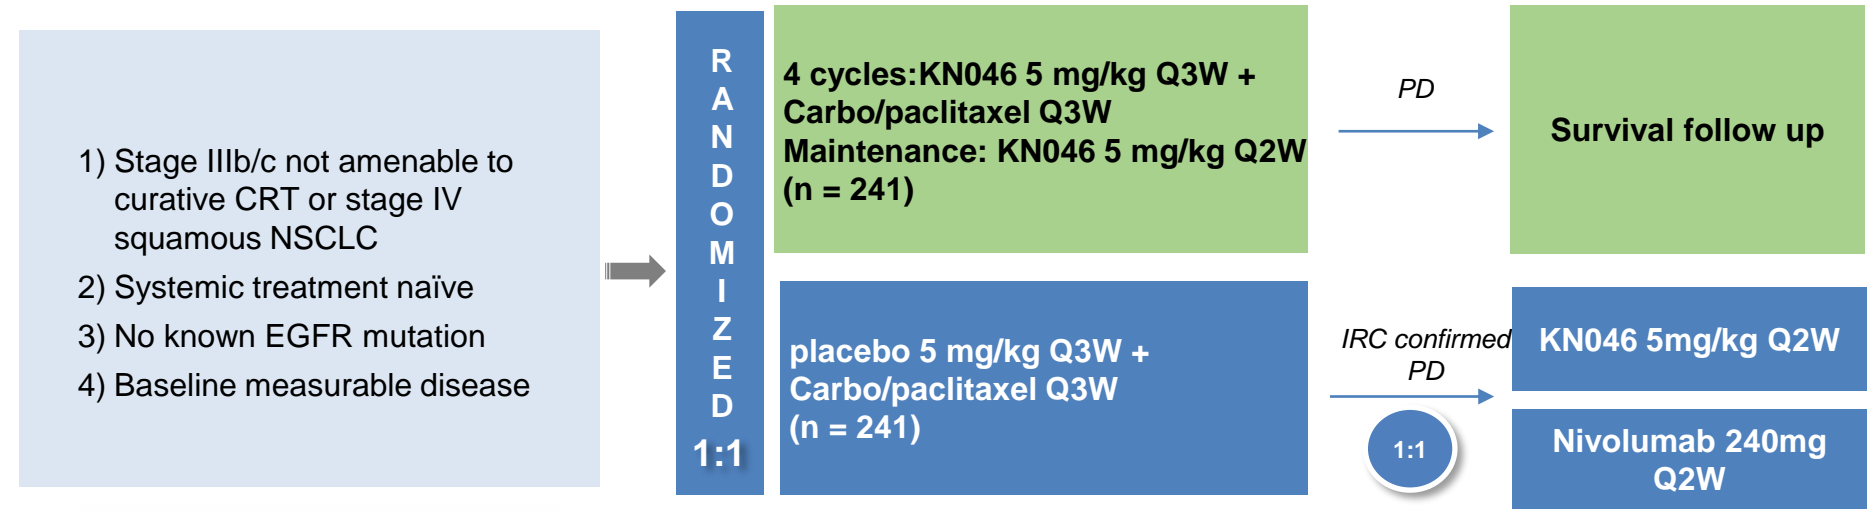 1) Stage IIIb/c not amenable to
curative CRT or stage IV
squamous NSCLC
2) Systemic treatment naïve
3) No known EGFR mutation
4) Baseline measurable disease
R
A
N
D
O
M
I
Z
E
D
1:1
4 cycles:KN046 5 mg/kg Q3W +
Carbo/paclitaxel Q3W
Maintenance: KN046 5 mg/kg Q2W
(n = 241)
PD
Survival follow up
placebo 5 mg/kg Q3W +
Carbo/paclitaxel Q3W
(n = 241)
IRC confirmed
PD
1:1
KN046 5mg/kg Q2W
Nivolumab 240mg
Q2W